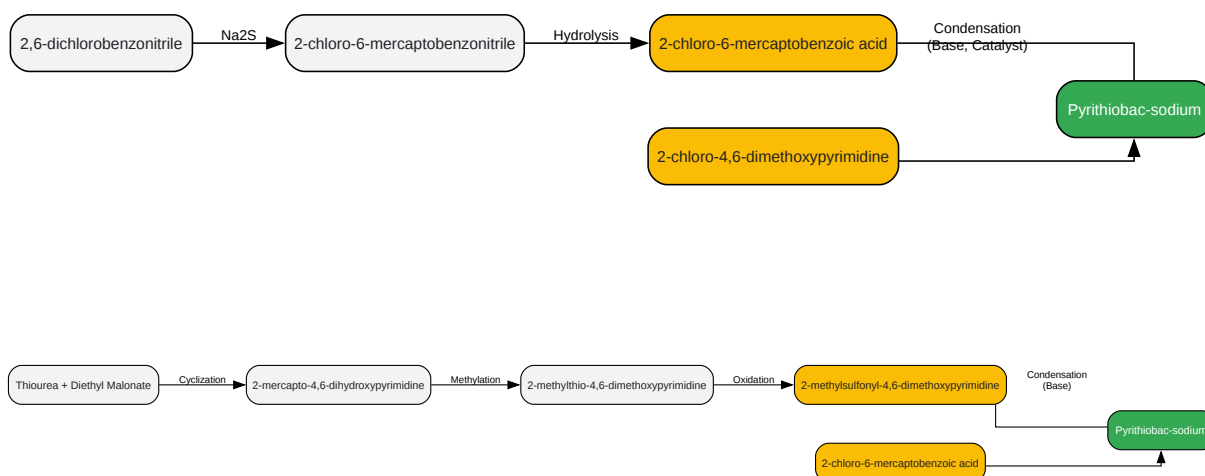 2,6-dichlorobenzonitrile
Na2S
2-chloro-6-mercaptobenzonitrile
Hydrolysis
2-chloro-6-mercaptobenzoic acid
Condensation
(Base, Catalyst)
Pyrithiobac-sodium
2-chloro-4,6-dimethoxypyrimidine
Thiourea + Diethyl Malonate
Cyclization
2-mercapto-4,6-dihydroxypyrimidine
Methylation
2-methylthio-4,6-dimethoxypyrimidine
Oxidation
2-methylsulfonyl-4,6-dimethoxypyrimidine
Condensation
(Base)
Pyrithiobac-sodium
2-chloro-6-mercaptobenzoic acid